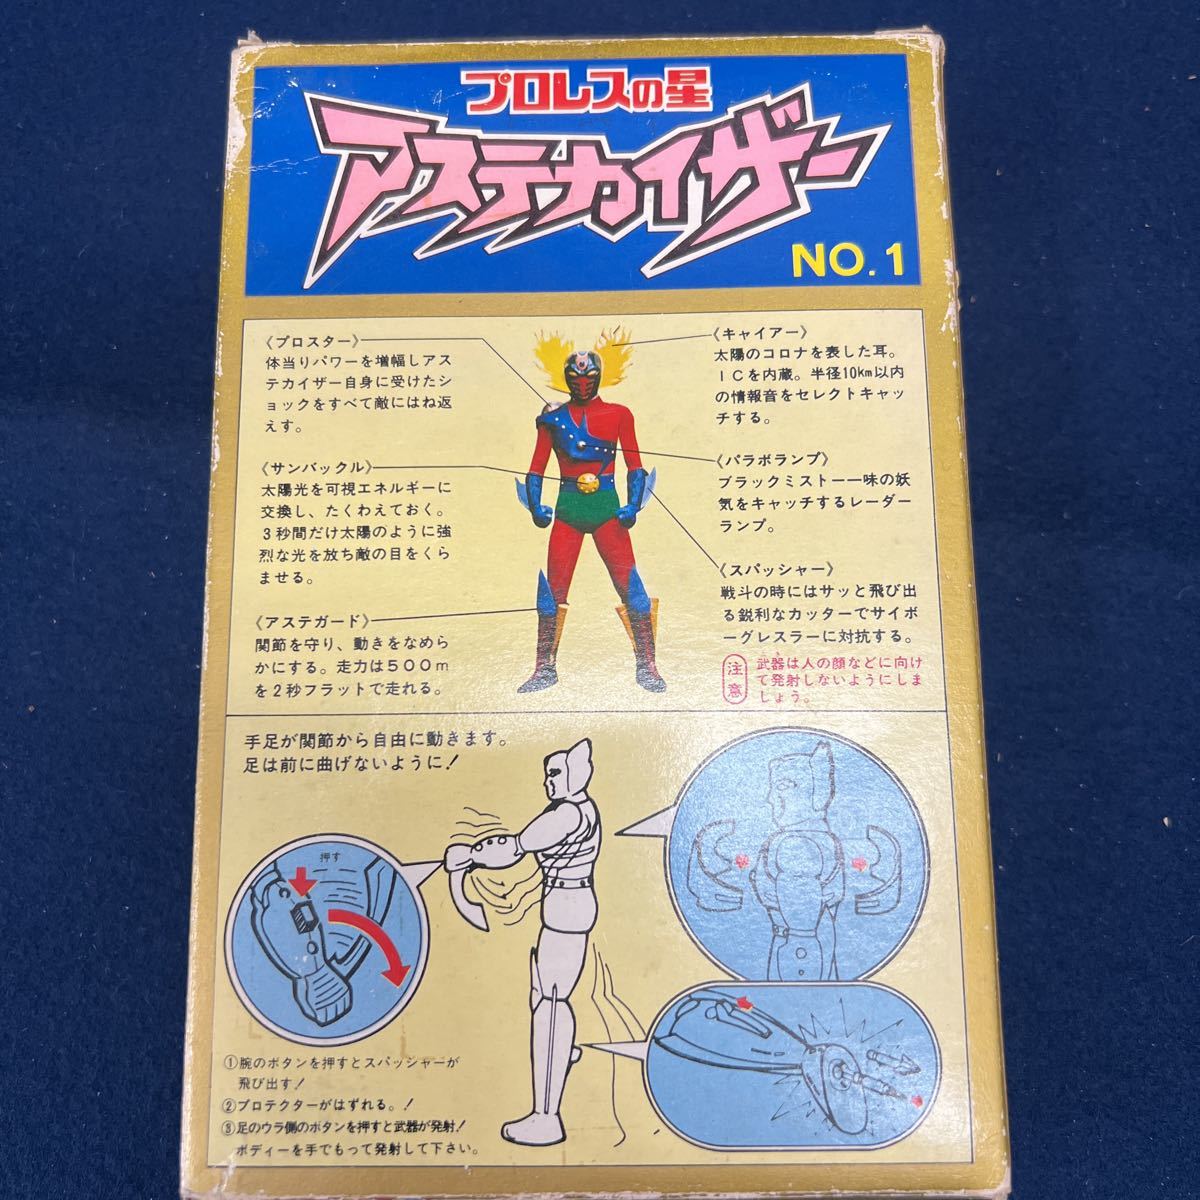 プロレスの星
アステカイザー
NO.1
〈プロスター〉
体当りパワーを増幅しアス
テカイザー自身に受けたシ
ョックをすべて敵にはね返
えす。
〈サンバックル〉
太陽光を可視エネルギーに
交換し、たくわえておく。
3秒間だけ太陽のように強
烈な光を放ち敵の目をくら
ませる。
〈アステガード〉
関節を守り、動きをなめら
かにする。走力は500m
を2秒フラットで走れる。
〈キャイアー〉
太陽のコロナを表した耳。
ICを内蔵。半径10km以内
の情報音をセレクトキャッ
チする。
〈パラボランプ〉
ブラックミスト一味の妖
気をキャッチするレーダー
ランプ。
〈スパッシャー〉
戦斗の時にはサッと飛び出
る鋭利なカッターでサイボ
ーグレスラーに対抗する。
注意
武器は人の顔などに向け
て発射しないようにしま
しょう。
手足が関節から自由に動きます。
足は前に曲げないように！
押す
①腕のボタンを押すとスパッシャーが
飛び出す！
②プロテクターがはずれる。！
③足のウラ側のボタンを押すと武器が発射！
ボディーを手でもって発射して下さい。